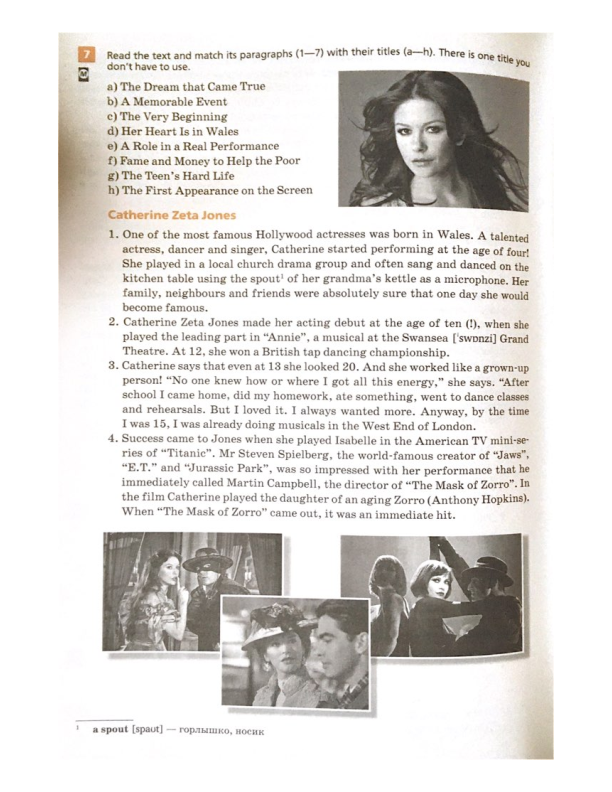 7
Read the text and match its paragraphs (1—7) with their titles (a—h). There is one title you
don't have to use.
a) The Dream that Came True
b) A Memorable Event
c) The Very Beginning
d) Her Heart Is in Wales
e) A Role in a Real Performance
f) Fame and Money to Help the Poor
g) The Teen's Hard Life
h) The First Appearance on the Screen
Catherine Zeta Jones
1. One of the most famous Hollywood actresses was born in Wales. A talented
actress, dancer and singer, Catherine started performing at the age of four!
She played in a local church drama group and often sang and danced on the
kitchen table using the spout¹ of her grandma's kettle as a microphone. Her
family, neighbours and friends were absolutely sure that one day she would
become famous.
2. Catherine Zeta Jones made her acting debut at the age of ten (!), when she
played the leading part in "Annie", a musical at the Swansea [ˈswɒnzi] Grand
Theatre. At 12, she won a British tap dancing championship.
3. Catherine says that even at 13 she looked 20. And she worked like a grown-up
person! "No one knew how or where I got all this energy," she says. "After
school I came home, did my homework, ate something, went to dance classes
and rehearsals. But I loved it. I always wanted more. Anyway, by the time
I was 15, I was already doing musicals in the West End of London.
4. Success came to Jones when she played Isabelle in the American TV mini-se-
ries of "Titanic". Mr Steven Spielberg, the world-famous creator of "Jaws",
"E.T." and "Jurassic Park", was so impressed with her performance that he
immediately called Martin Campbell, the director of "The Mask of Zorro". In
the film Catherine played the daughter of an aging Zorro (Anthony Hopkins).
When "The Mask of Zorro" came out, it was an immediate hit.
¹ a spout [spaut] — горлышко, носик